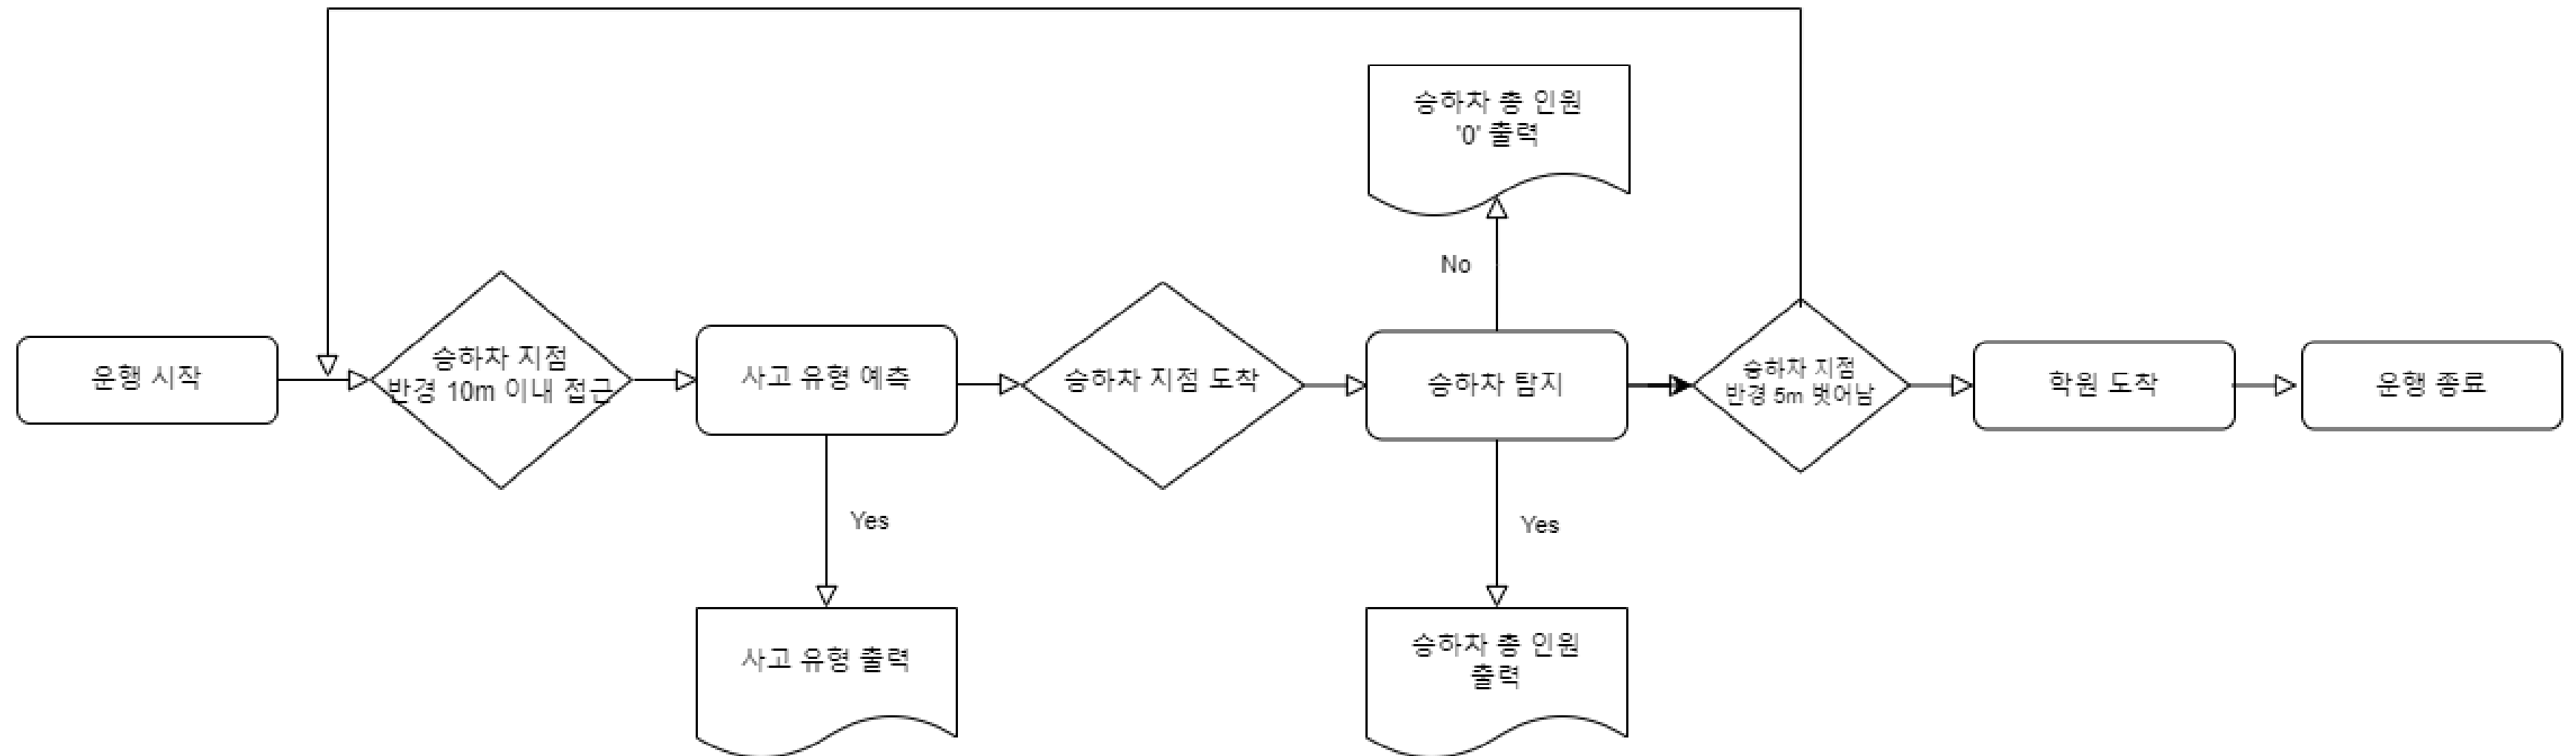 운행 시작
승하차 지점
반경 10m 이내 접근
사고 유형 예측
Yes
사고 유형 출력
승하차 지점 도착
승하차 탐지
No
승하차 총 인원
'0' 출력
Yes
승하차 총 인원
출력
승하차 지점
반경 5m 벗어남
학원 도착
운행 종료